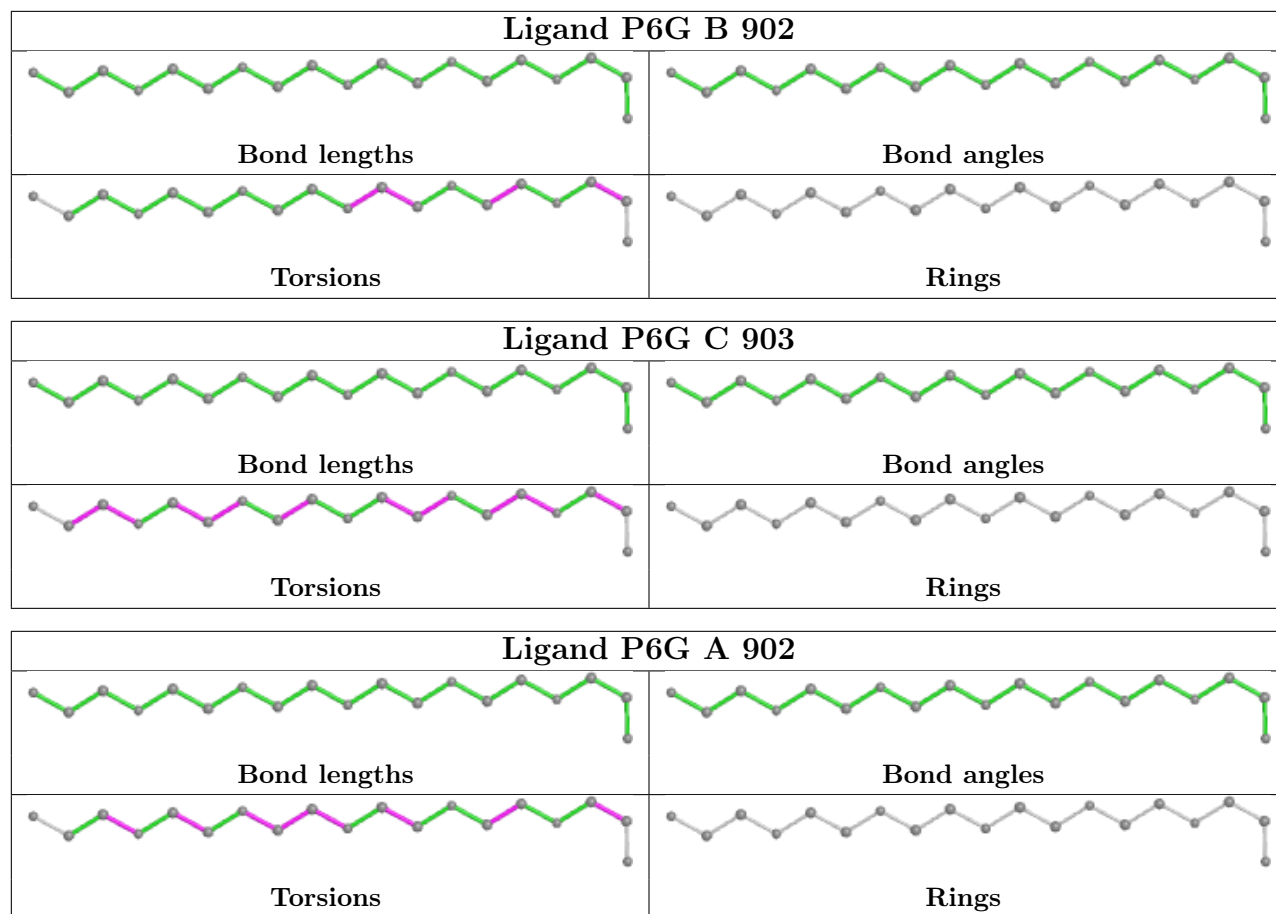 Ligand P6G B 902
Bond lengths Bond angles
Torsions Rings
Ligand P6G C 903
Bond lengths Bond angles
Torsions Rings
Ligand P6G A 902
Bond lengths Bond angles
Torsions Rings